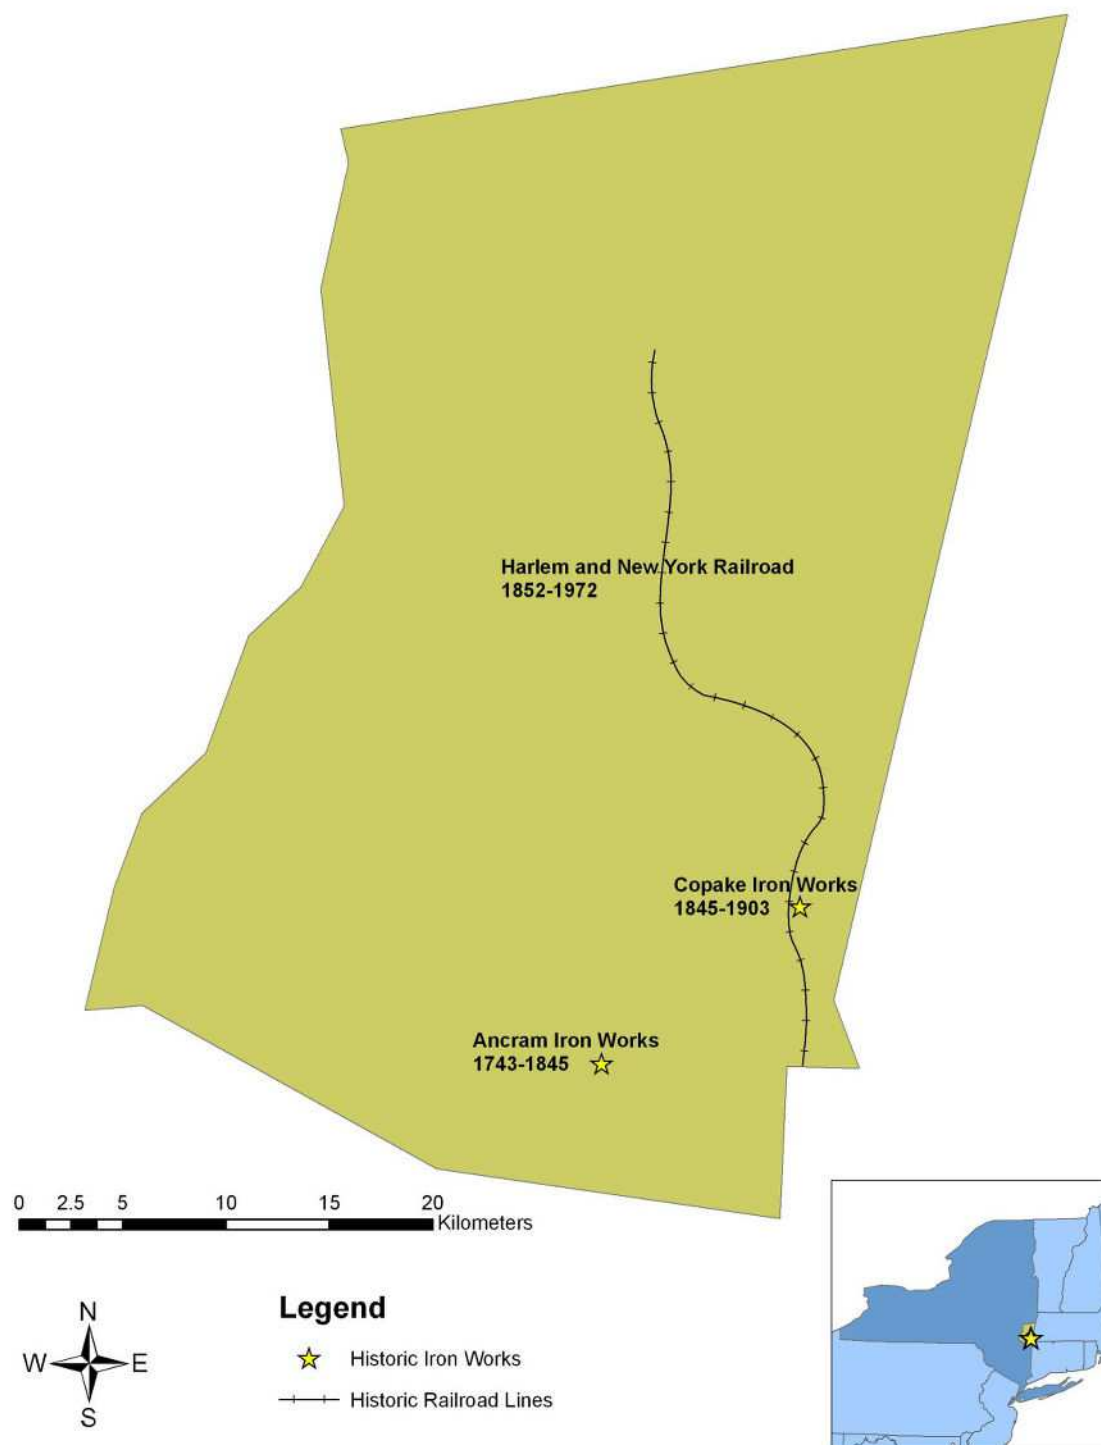 Harlem and New York Railroad
1852-1972
Copake Iron Works
1845-1903
Ancram Iron Works
1743-1845
0 2.5 5 10 15 20
Kilometers
N
W E
S
Legend
Historic Iron Works
Historic Railroad Lines